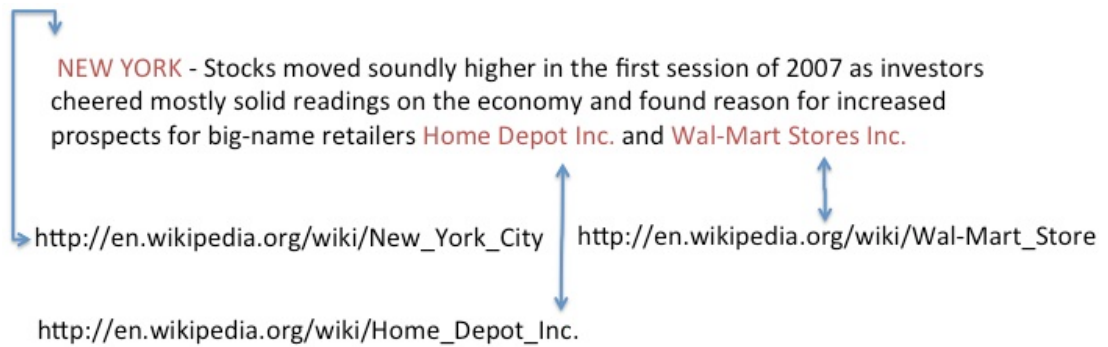 NEW YORK - Stocks moved soundly higher in the first session of 2007 as investors
cheered mostly solid readings on the economy and found reason for increased
prospects for big-name retailers Home Depot Inc. and Wal-Mart Stores Inc.
http://en.wikipedia.org/wiki/New_York_City
http://en.wikipedia.org/wiki/Wal-Mart_Store
http://en.wikipedia.org/wiki/Home_Depot_Inc.